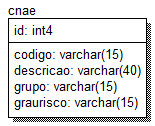 cnae
id: int4
codigo: varchar(15)
descricao: varchar(40)
grupo: varchar(15)
graurisco: varchar(15)